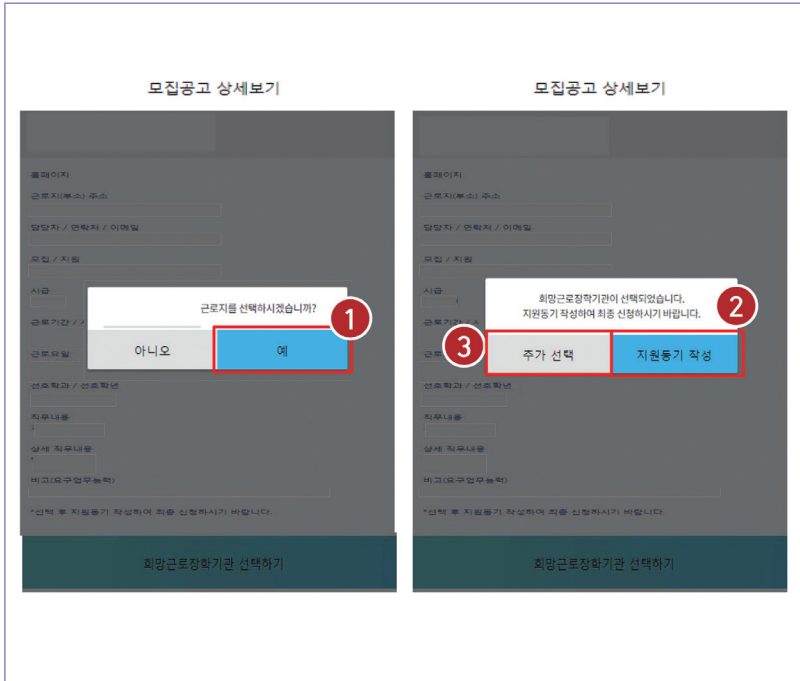 모집공고 상세보기
홈페이지
근로지(부소) 주소
담당자 / 연락처 / 이메일
모집 / 지원
시급
근로지를 선택하시겠습니까?
1
근로기간 /
아니오
예
근로요일
선호학과 / 선호학년
직무내용
상세 직무내용
비고(요구업무능력)
*선택 후 지원동기 작성하여 최종 신청하시기 바랍니다.
희망근로장학기관 선택하기
모집공고 상세보기
홈페이지
근로지(부소) 주소
담당자 / 연락처 / 이메일
모집 / 지원
시급
희망근로장학기관이 선택되었습니다.
지원동기 작성하여 최종 신청하시기 바랍니다.
2
근로기간 /
3
추가 선택
지원동기 작성
선호학과 / 선호학년
직무내용
상세 직무내용
비고(요구업무능력)
*선택 후 지원동기 작성하여 최종 신청하시기 바랍니다.
희망근로장학기관 선택하기